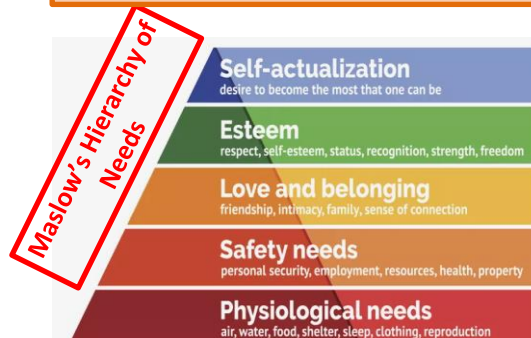 Maslow's Hierarchy of
Needs
Self-actualization
desire to become the most that one can be
Esteem
respect, self-esteem, status, recognition, strength, freedom
Love and belonging
friendship, intimacy, family, sense of connection
Safety needs
personal security, employment, resources, health, property
Physiological needs
air, water, food, shelter, sleep, clothing, reproduction